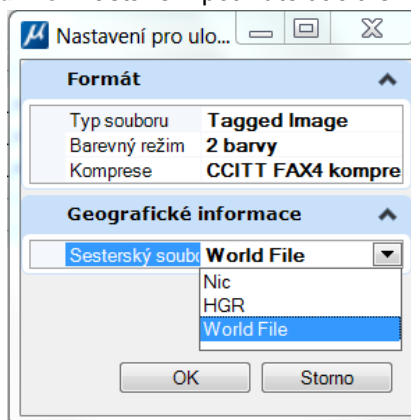 Nastavení pro ulo...
Formát
Typ souboru Tagged Image
Barevný režim 2 barvy
Komprese CCITT FAX4 kompre
Geografické informace
Sesterský soubo World File
Nic
HGR
World File
OK Storno